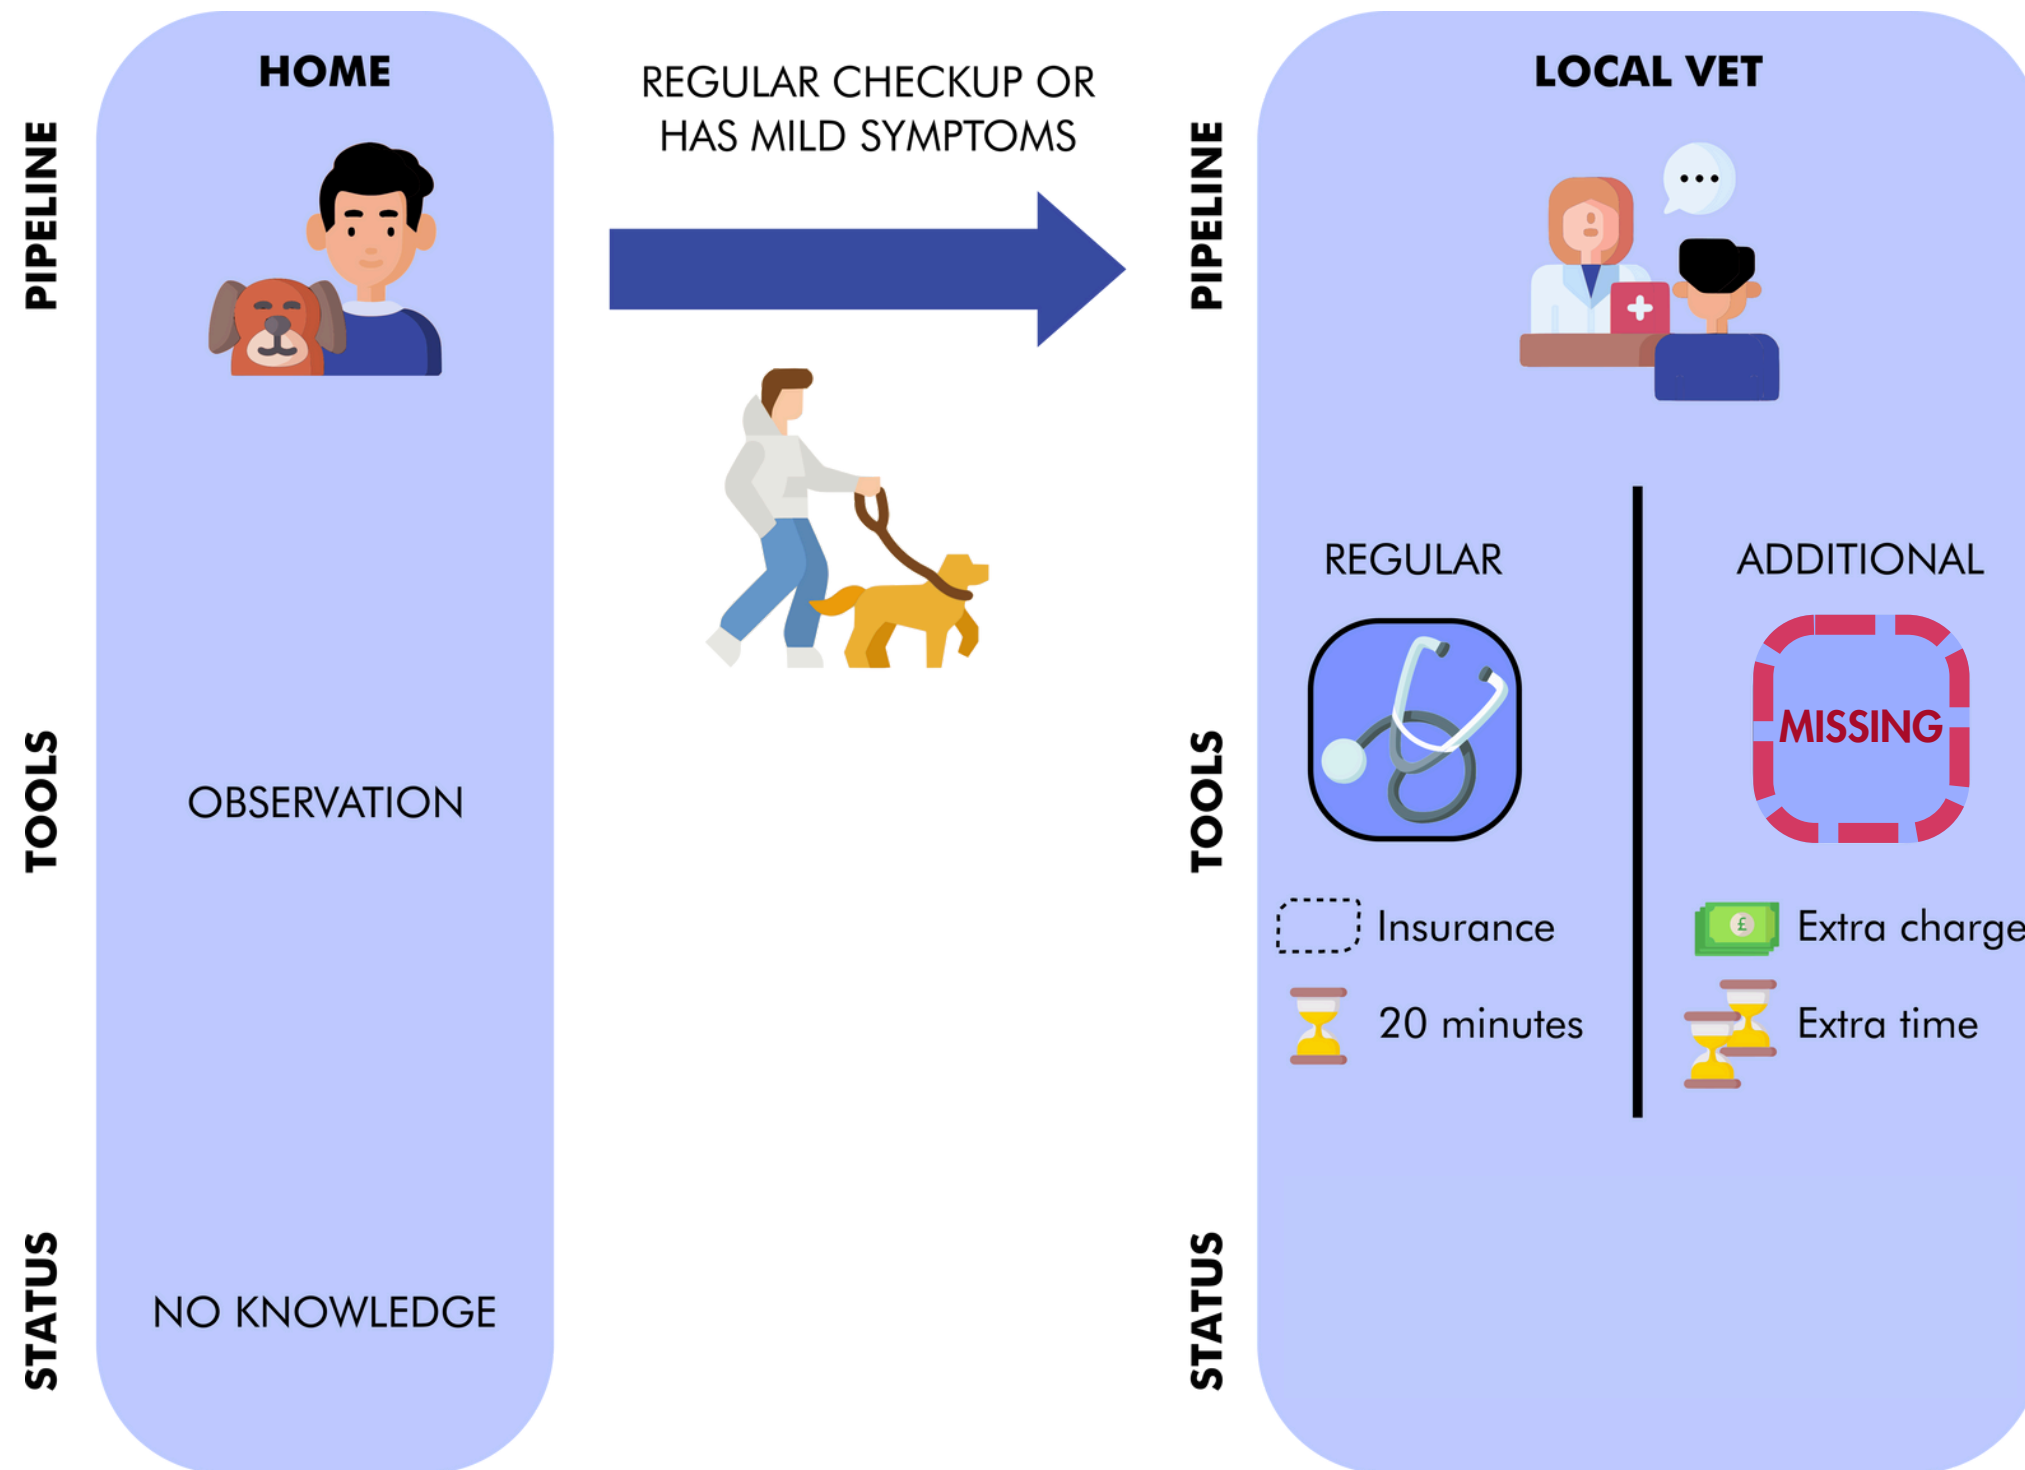 HOME
PIPELINE
TOOLS
OBSERVATION
STATUS
NO KNOWLEDGE
REGULAR CHECKUP OR
HAS MILD SYMPTOMS
LOCAL VET
PIPELINE
TOOLS
REGULAR
Insurance
20 minutes
ADDITIONAL
MISSING
£
Extra charge
Extra time
STATUS